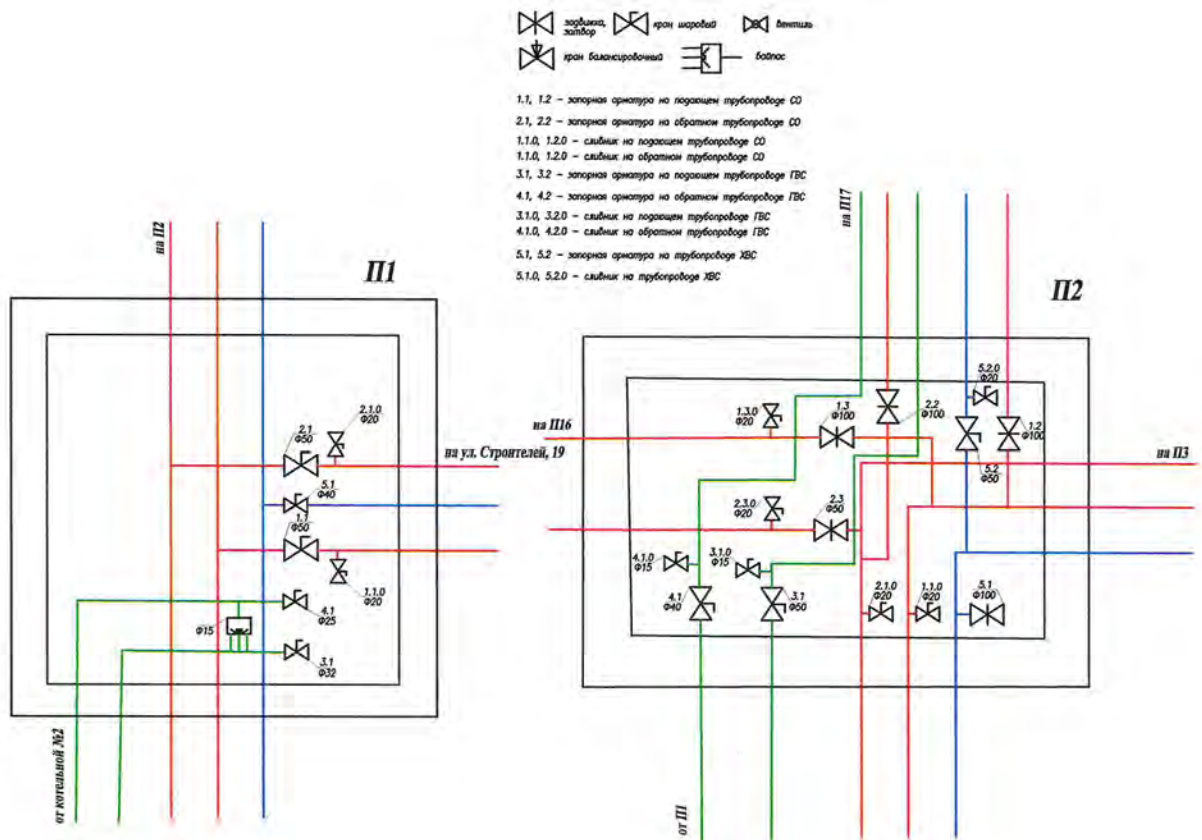 задвижка,
затвор
кран шаровый
вентиль
кран балансировочный
байпас
1.1, 1.2 – запорная арматура на подающем трубопроводе СО
2.1, 2.2 – запорная арматура на обратном трубопроводе СО
1.1.0, 1.2.0 – сливник на подающем трубопроводе СО
1.1.0, 1.2.0 – сливник на обратном трубопроводе СО
3.1, 3.2 – запорная арматура на подающем трубопроводе ГВС
4.1, 4.2 – запорная арматура на обратном трубопроводе ГВС
3.1.0, 3.2.0 – сливник на подающем трубопроводе ГВС
4.1.0, 4.2.0 – сливник на обратном трубопроводе ГВС
5.1, 5.2 – запорная арматура на трубопроводе ХВС
5.1.0, 5.2.0 – сливник на трубопроводе ХВС
на П2
П1
2.1
Ф50
2.1.0
Ф20
на ул. Строителей, 19
5.1
Ф40
1.1
Ф50
1.1.0
Ф20
4.1
Ф25
Ф15
3.1
Ф32
от котельной №2
на П17
П2
5.2.0
Ф20
1.3.0
Ф20
1.3
Ф100
2.2
Ф100
1.2
Ф100
на П16
на П3
5.2
Ф50
2.3.0
Ф20
2.3
Ф50
4.1.0
Ф15
3.1.0
Ф15
4.1
Ф40
3.1
Ф50
2.1.0
Ф20
1.1.0
Ф20
5.1
Ф100
от П1